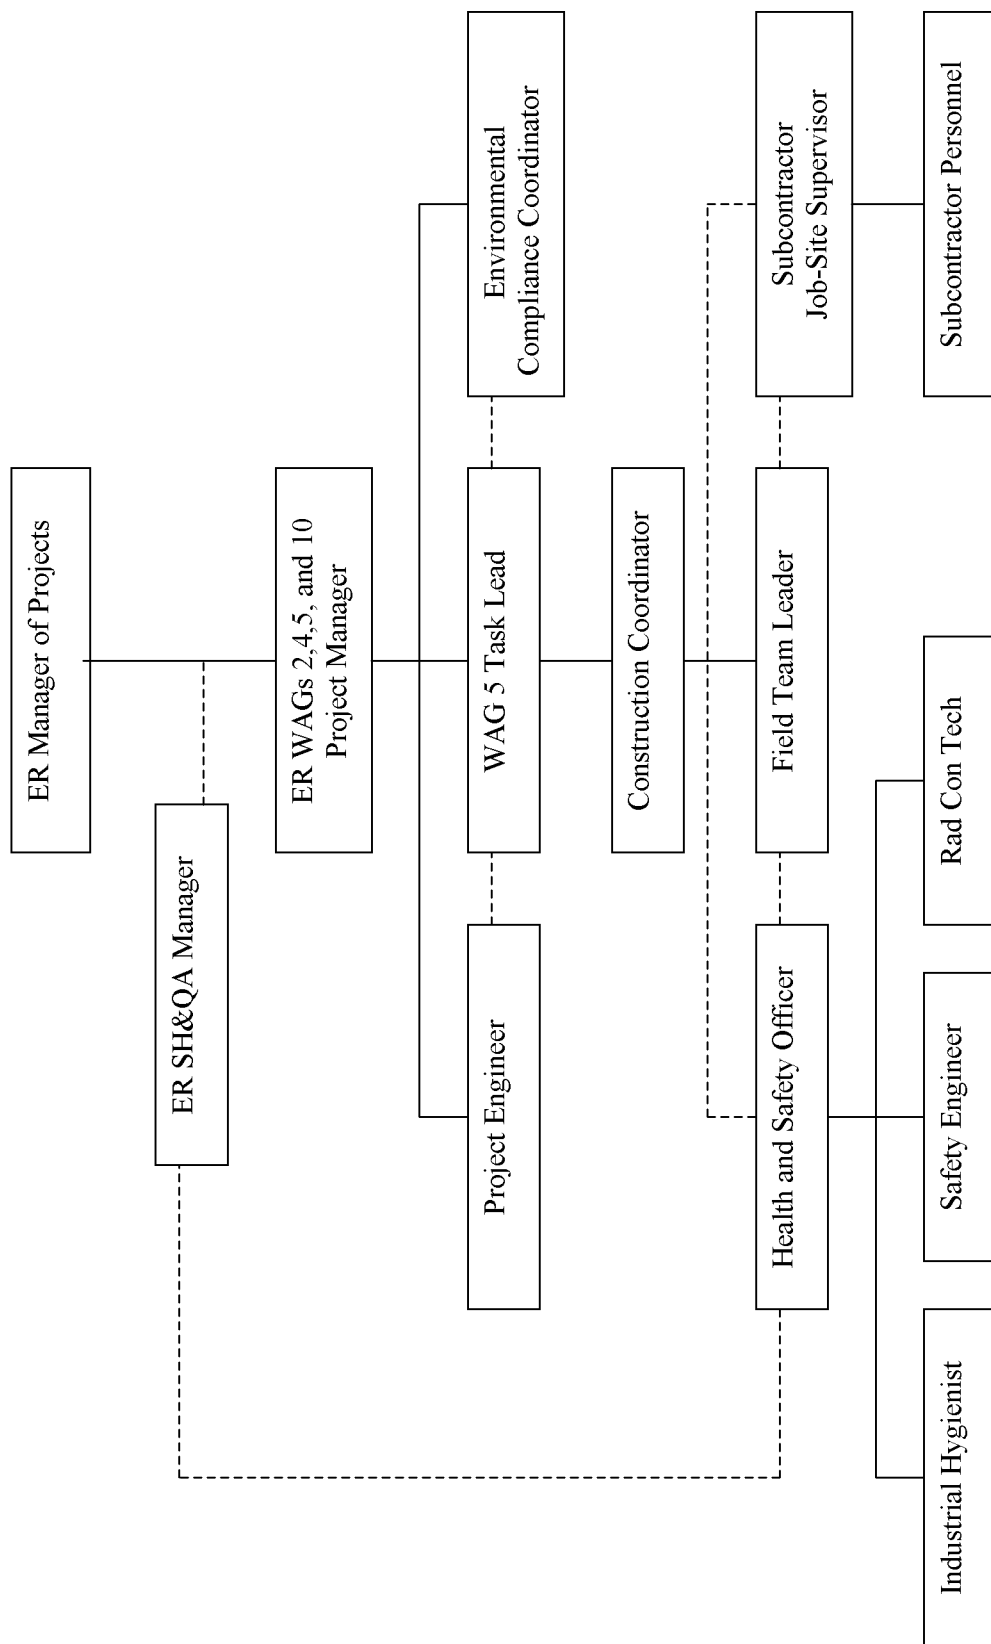 ER Manager of Projects
ER SH&QA Manager
ER WAGs 2,4,5, and 10
Project Manager
Project Engineer
WAG 5 Task Lead
Environmental
Compliance Coordinator
Construction Coordinator
Health and Safety Officer
Field Team Leader
Subcontractor
Job-Site Supervisor
Industrial Hygienist
Safety Engineer
Rad Con Tech
Subcontractor Personnel